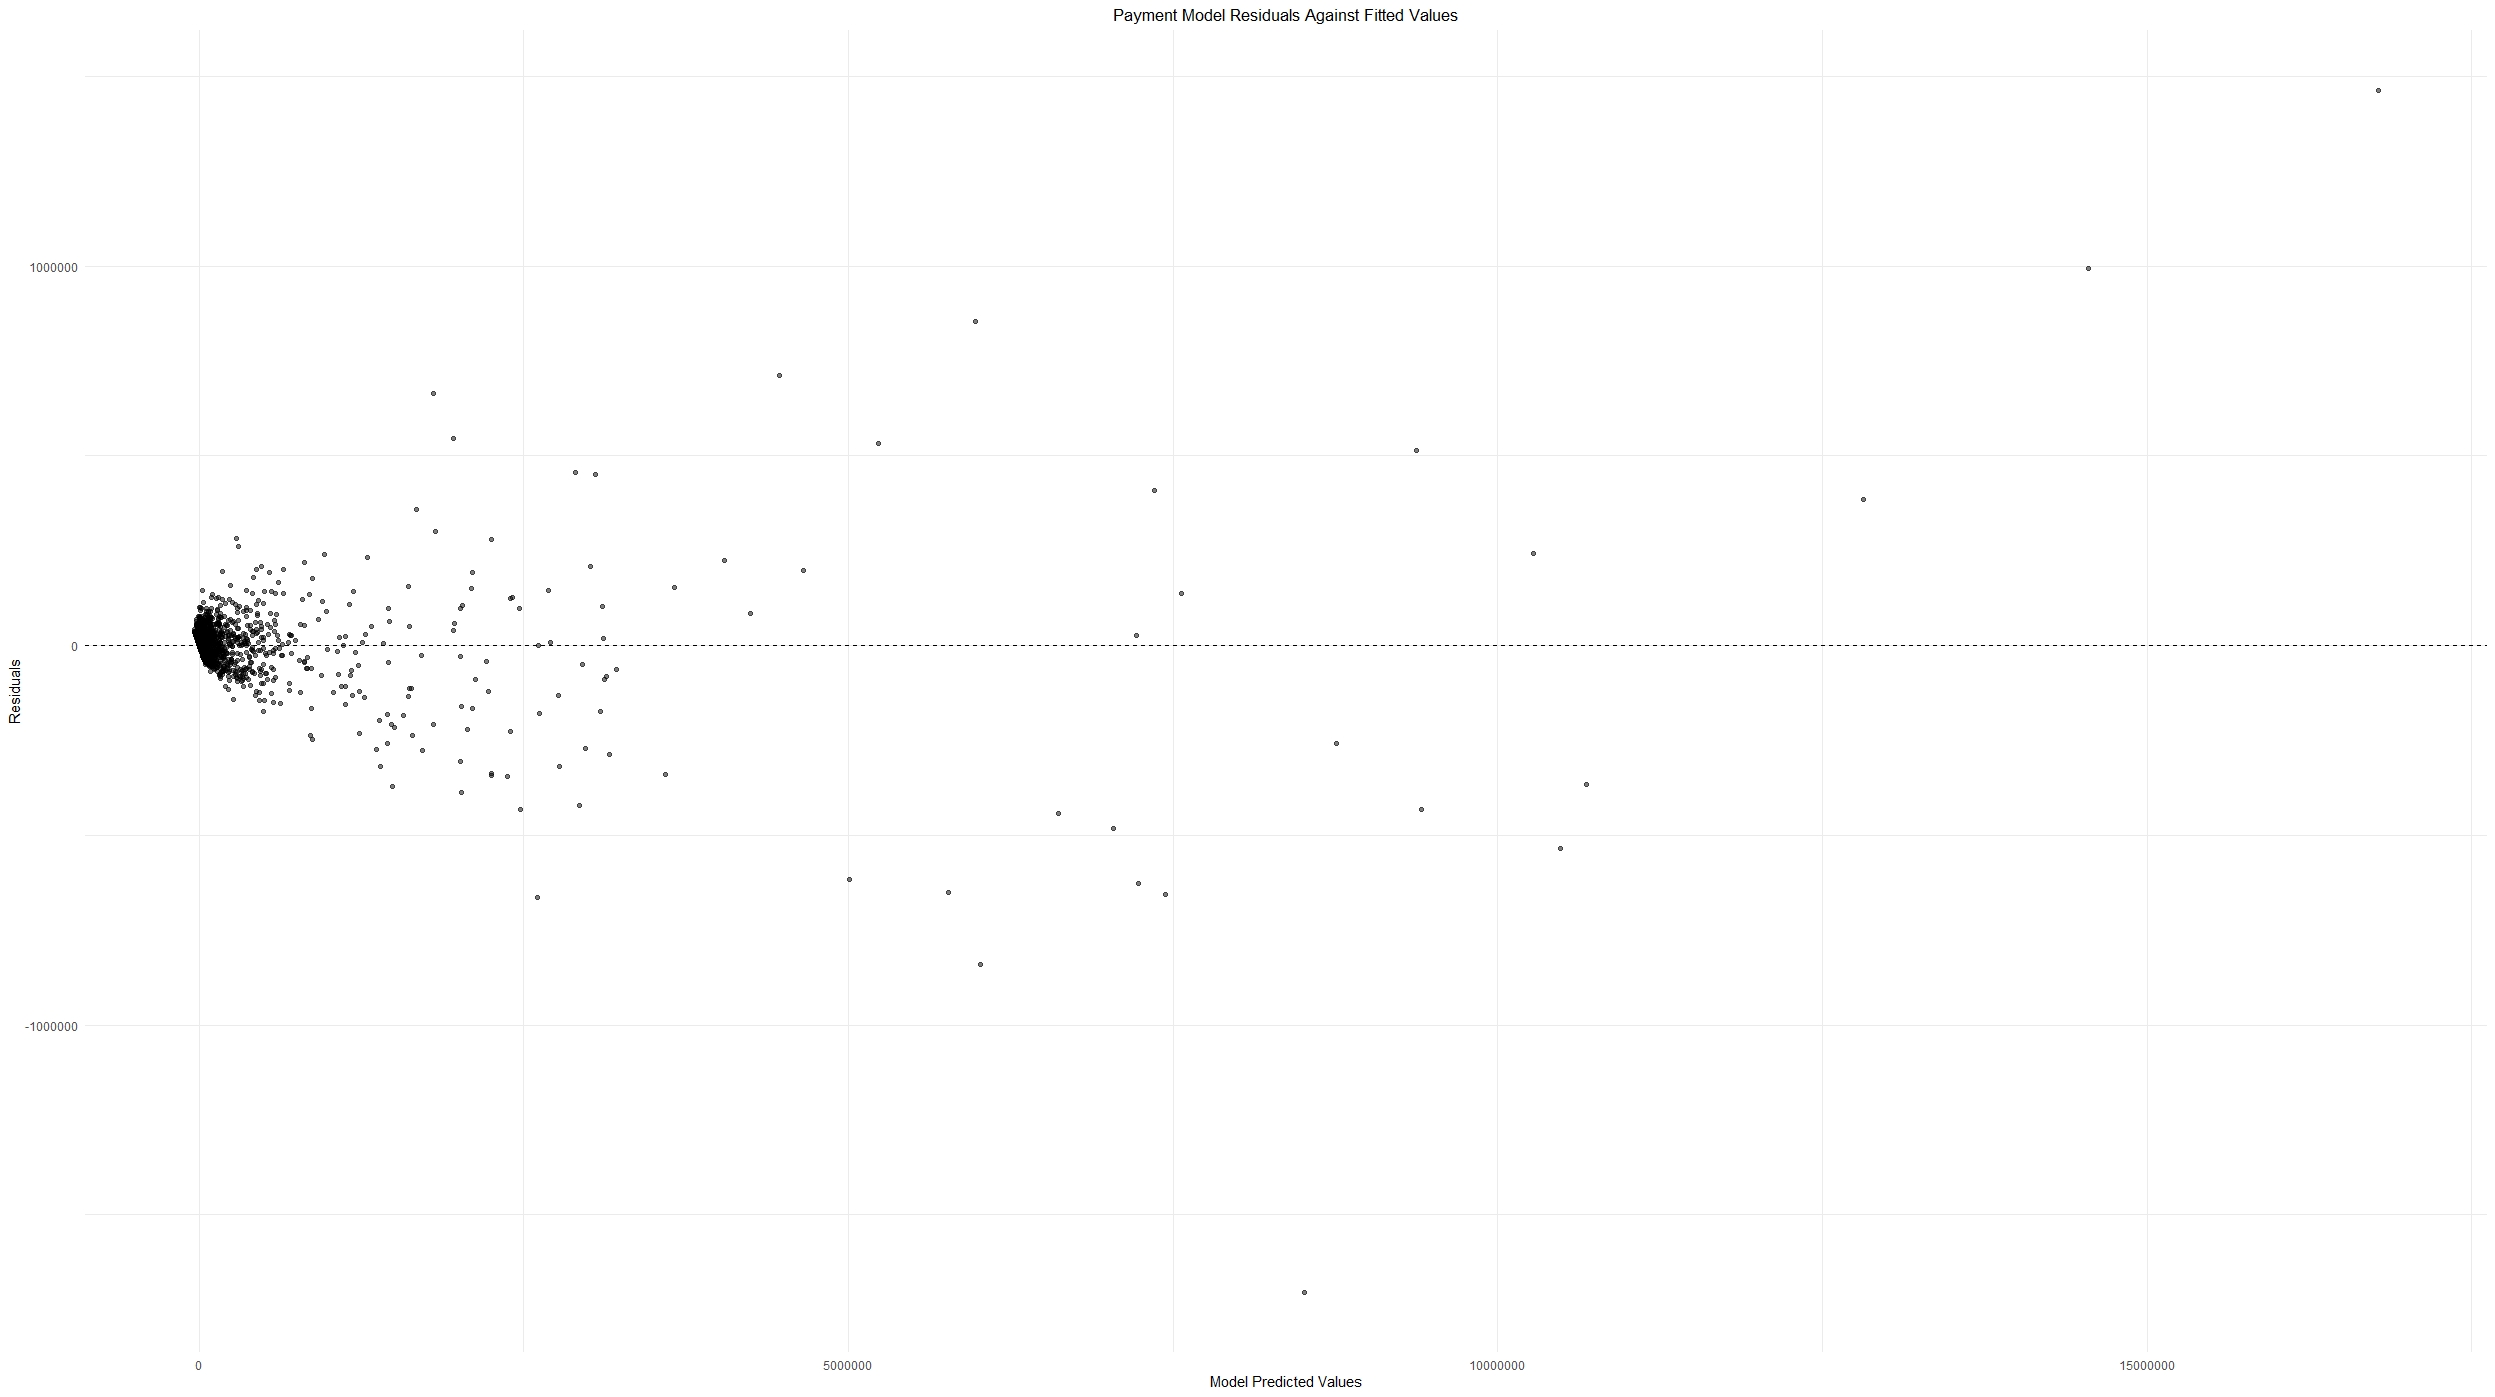 Payment Model Residuals Against Fitted Values
1000000
0
-1000000
Residuals
0
5000000
10000000
15000000
Model Predicted Values